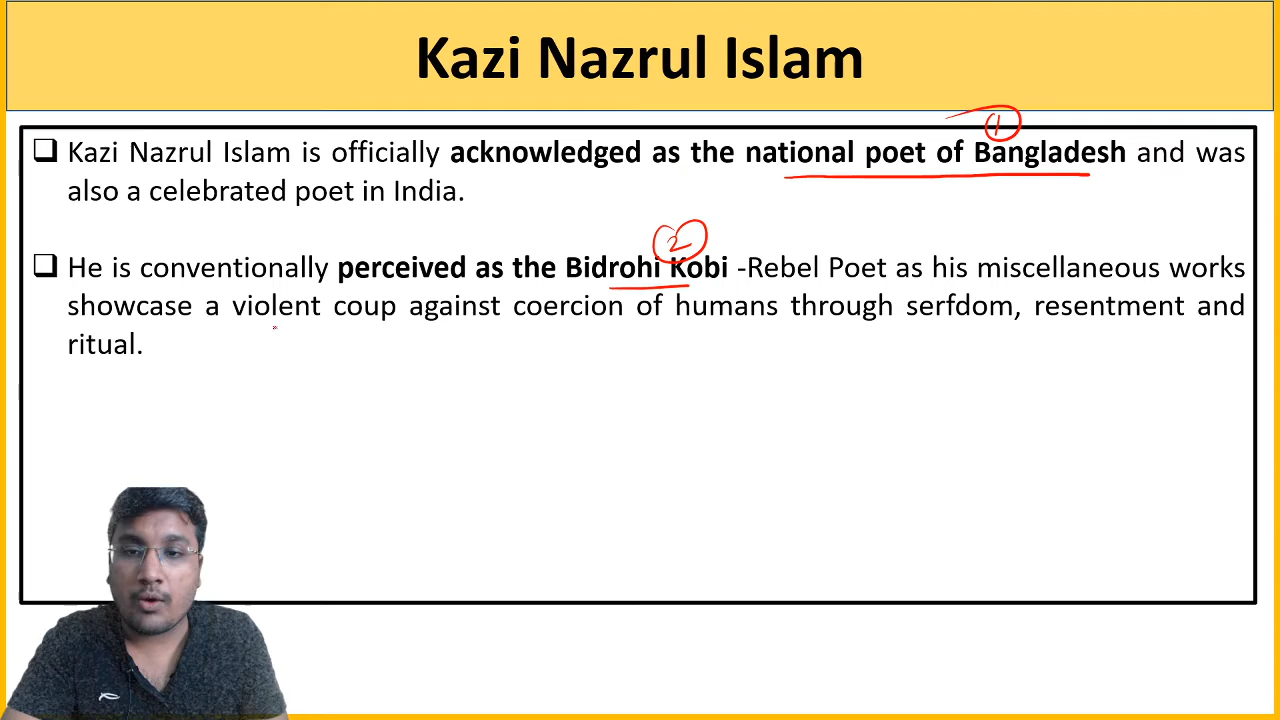 Kazi Nazrul Islam
1
❑ Kazi Nazrul Islam is officially acknowledged as the national poet of Bangladesh and was
also a celebrated poet in India.
2
❑ He is conventionally perceived as the Bidrohi Kobi -Rebel Poet as his miscellaneous works
showcase a violent coup against coercion of humans through serfdom, resentment and
ritual.